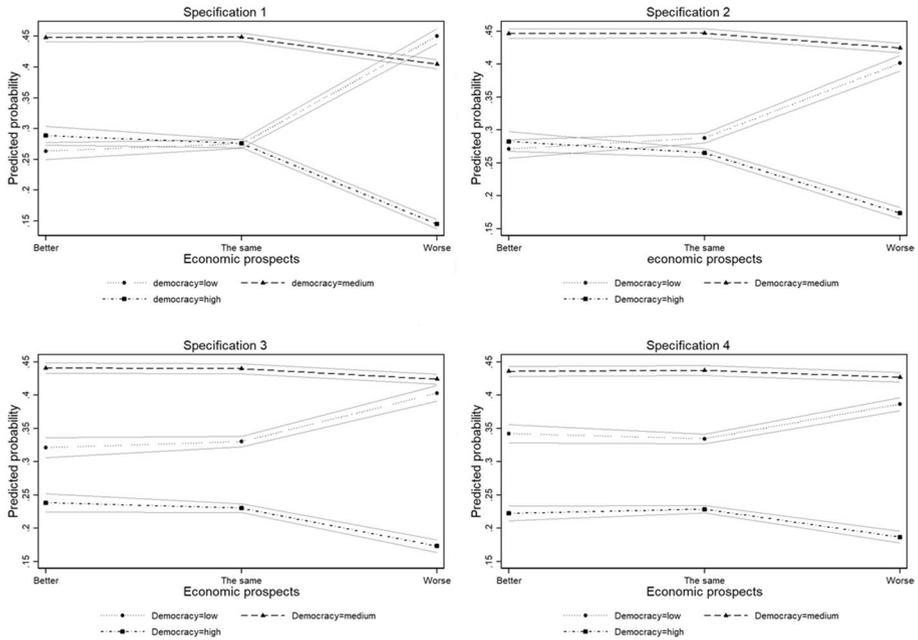 Specification 1
Predicted probability
.45
.4
.35
.3
.25
.2
.15
Better The same Worse
Economic prospects
democracy=low democracy=medium
democracy=high
Specification 2
Predicted probability
.45
.4
.35
.3
.25
.2
.15
Better The same Worse
economic prospects
Democracy=low Democracy=medium
Democracy=high
Specification 3
Predicted probability
.45
.4
.35
.3
.25
.2
.15
Better The same Worse
Economic prospects
Democracy=low Democracy=medium
Democracy=high
Specification 4
Predicted probability
.45
.4
.35
.3
.25
.2
.15
Better The same Worse
Economic prospects
Democracy=low Democracy=medium
Democracy=high